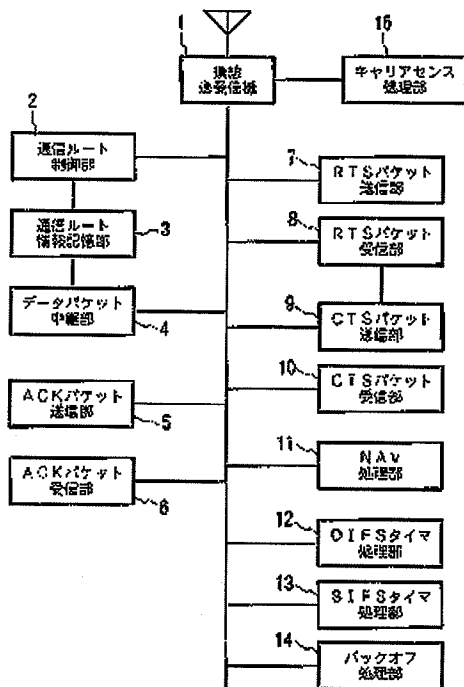 1
無線
送受信機
15
キャリアセンス
処理部
2
通信ルート
制御部
3
通信ルート
情報記憶部
データパケット
中継部
4
ACKパケット
送信部
5
ACKパケット
受信部
6
7
RTSパケット
送信部
8
RTSパケット
受信部
9
CTSパケット
送信部
10
CTSパケット
受信部
11
NAV
処理部
12
DIFSタイマ
処理部
13
SIFSタイマ
処理部
14
バックオフ
処理部